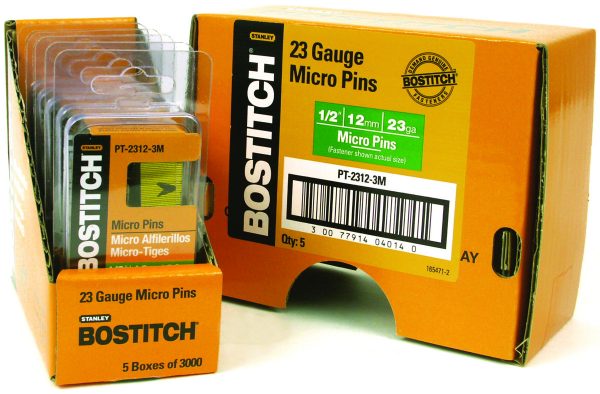 PT-2312-3M
BOSTITCH
Micro Pins
Micro Alfilerillos
Micro-Tiges
23 Gauge Micro Pins
STANLEY
BOSTITCH
5 Boxes of 3000
STANLEY
BOSTITCH
23 Gauge
Micro Pins
DEMAND GENUINE
BOSTITCH
FASTENERS
1/2" 12mm 23ga
Micro Pins
(Fastener shown actual size)
PT-2312-3M
3 00 77914 04014 0
Qty: 5
185471-2
AY